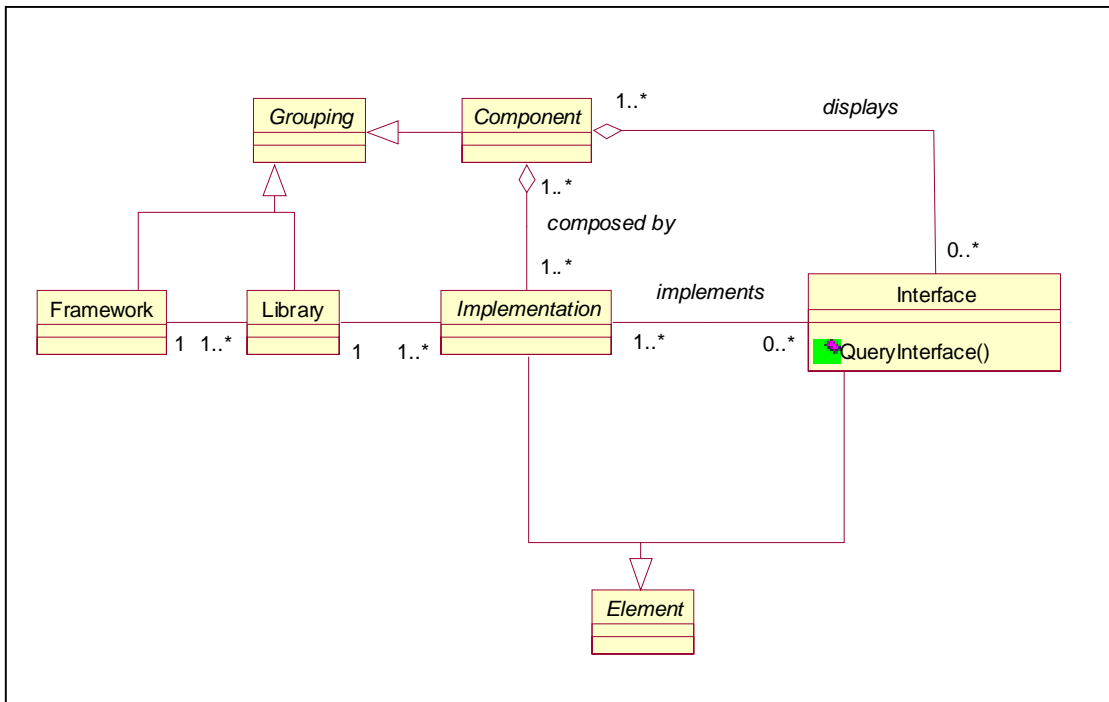 1..*
displays
Grouping
Component
1..*
composed by
0..*
1..*
implements
Interface
Framework
Library
Implementation
1
1..*
1
1..*
1..*
0..*
QueryInterface()
Element